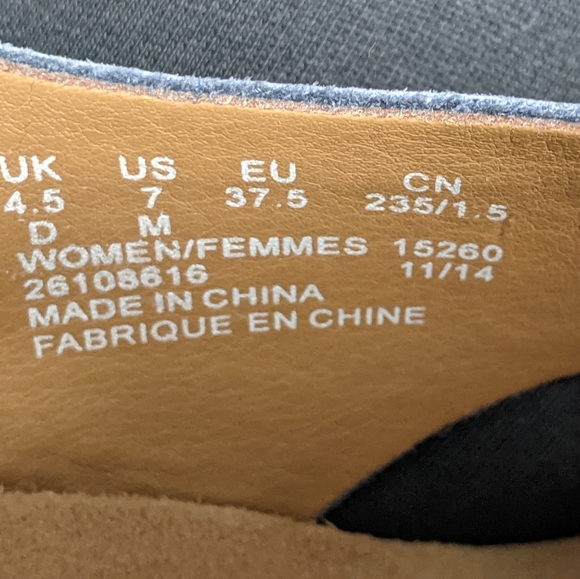 UK US EU CN
4.5 7 37.5 235/1.5
D M
WOMEN/FEMMES 15260
26108616 11/14
MADE IN CHINA
FABRIQUE EN CHINE